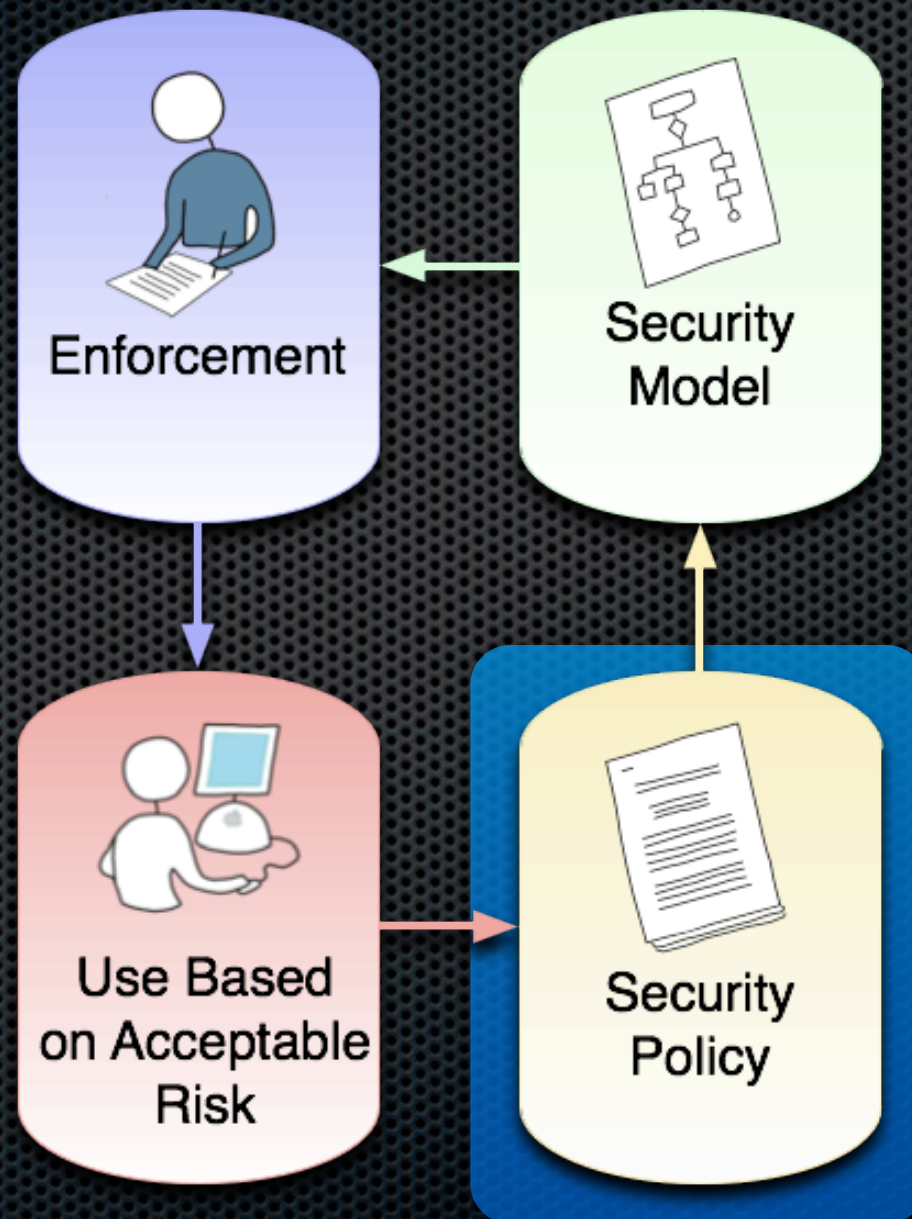 Enforcement
Security
Model
Use Based
on Acceptable
Risk
Security
Policy